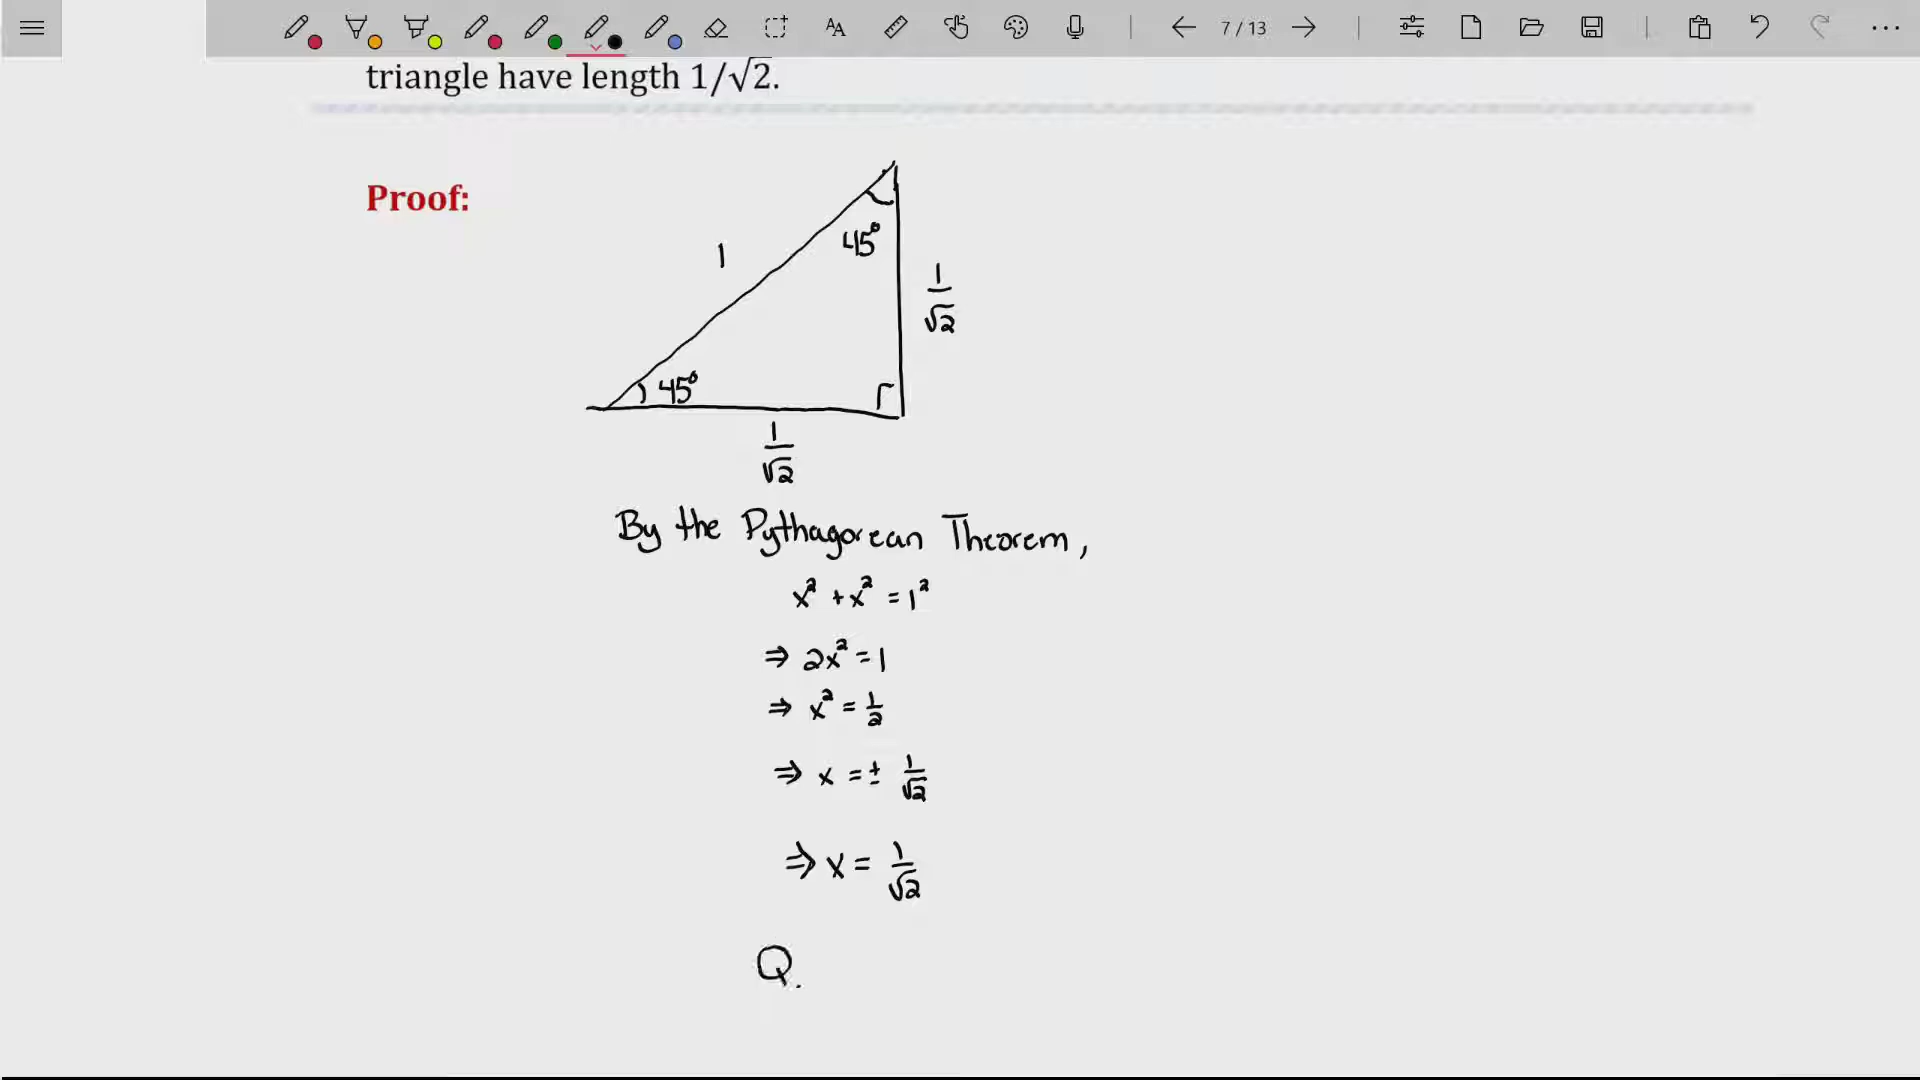 7 / 13
triangle have length 1/√2.
Proof:
1
45°
1/√2
45°
1/√2
By the Pythagorean Theorem,
x² + x² = 1²
⇒ 2x² = 1
⇒ x² = 1/2
⇒ x = ± 1/√2
⇒ x = 1/√2
Q.